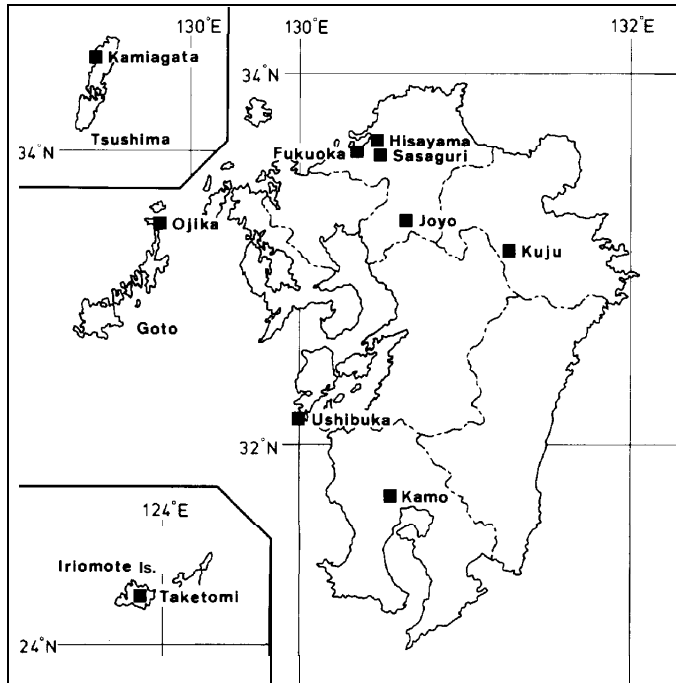 130°E
Kamiagata
Tsushima
34°N
130°E
132°E
34°N
Hisayama
Fukuoka
Sasaguri
Ojika
Joyo
Kuju
Goto
Ushibuka
32°N
Kamo
124°E
Iriomote Is.
Taketomi
24°N